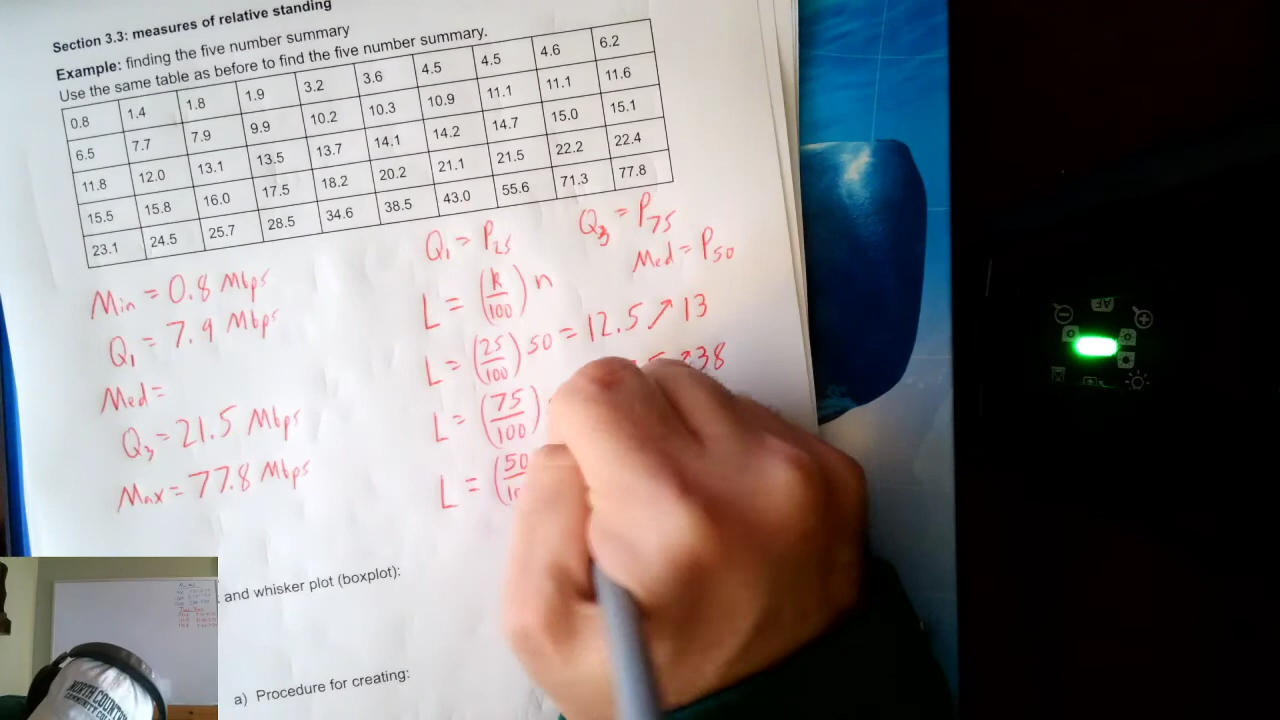 Section 3.3: measures of relative standing
Example: finding the five number summary
Use the same table as before to find the five number summary.
0.8 1.4 1.8 1.9 3.2 3.6 4.5 4.5 4.6 6.2
6.5 7.7 7.9 9.9 10.2 10.3 10.9 11.1 11.1 11.6
11.8 12.0 13.1 13.5 13.7 14.1 14.2 14.7 15.0 15.1
15.5 15.8 16.0 17.5 18.2 20.2 21.1 21.5 22.2 22.4
23.1 24.5 25.7 28.5 34.6 38.5 43.0 55.6 71.3 77.8
Min = 0.8 Mbps
Q₁ = 7.9 Mbps
Med =
Q₃ = 21.5 Mbps
Max = 77.8 Mbps
Q₁ = P₂₅
Q₃ = P₇₅
Med = P₅₀
L = (k/100) n
L = (25/100) 50 = 12.5 ↗ 13
L = (75/100) 38
L = (50
and whisker plot (boxplot):
a) Procedure for creating:
AF
NORTH COUNTRY
COMMUNITY